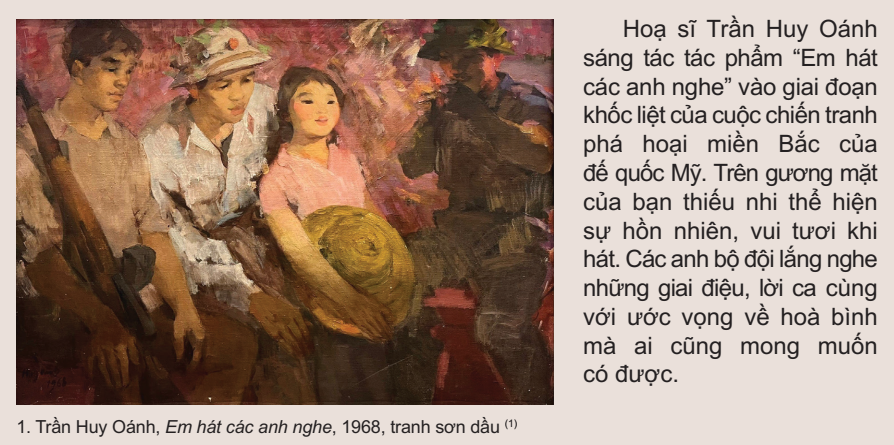 Hoạ sĩ Trần Huy Oánh
sáng tác tác phẩm “Em hát
các anh nghe” vào giai đoạn
khốc liệt của cuộc chiến tranh
phá hoại miền Bắc của
đế quốc Mỹ. Trên gương mặt
của bạn thiếu nhi thể hiện
sự hồn nhiên, vui tươi khi
hát. Các anh bộ đội lắng nghe
những giai điệu, lời ca cùng
với ước vọng về hoà bình
mà ai cũng mong muốn
có được.
1. Trần Huy Oánh, Em hát các anh nghe, 1968, tranh sơn dầu (1)